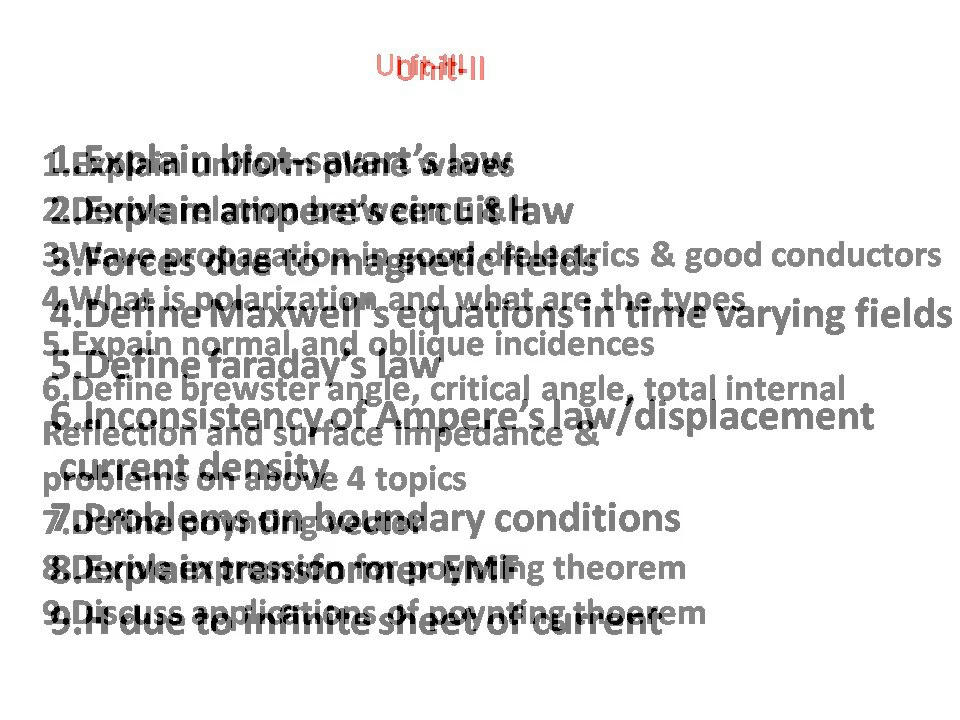 Unit-III
1.Explain uniform plane waves
2.Derive relation between E & H
3.Wave propagation in good dielectrics & good conductors
4.What is polarization and what are the types
5.Expain normal and oblique incidences
6.Define brewster angle, critical angle, total internal
Reflection and surface impedance &
problems on above 4 topics
7.Define poynting vector
8.Derive expression for poynting theorem
9.Discuss applications of poynting thoerem
Unit-II
1.Explain biot-savart’s law
2.Explain ampere’s circuit law
3.Forces due to magnetic fields
4.Define Maxwell’s equations in time varying fields
5.Define faraday’s law
6.Inconsistency of Ampere’s law/displacement
current density
7.Problems on boundary conditions
8.Explain transformer EMF
9.H due to infinite sheet of current